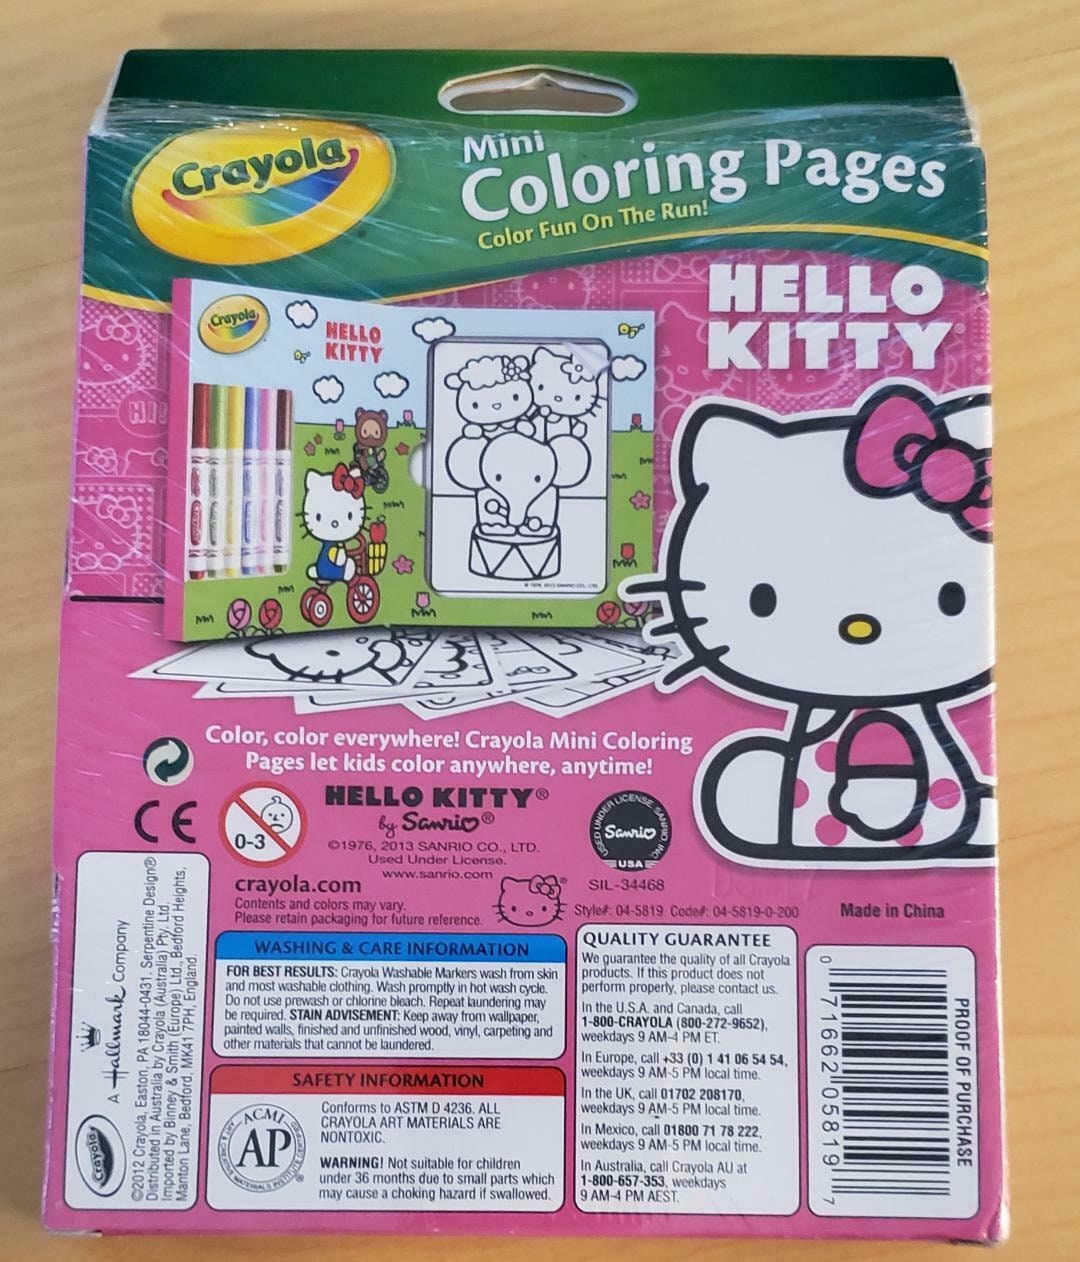 Crayola
Mini
Coloring Pages
Color Fun On The Run!
HELLO
KITTY®
Crayola
HELLO
KITTY
Color, color everywhere! Crayola Mini Coloring
Pages let kids color anywhere, anytime!
CE
0-3
HELLO KITTY®
by Sanrio®
©1976, 2013 SANRIO CO., LTD.
Used Under License.
www.sanrio.com
USED UNDER LICENSE SANRIO, INC.
Sanrio
USA
SIL-34468
crayola.com
Contents and colors may vary.
Please retain packaging for future reference.
Style#: 04-5819 Code#: 04-5819-0-200
Made in China
A Hallmark Company
Crayola
©2012 Crayola, Easton, PA 18044-0431. Serpentine Design®
Distributed in Australia by Crayola (Australia) Pty. Ltd.
Imported by Binney & Smith (Europe) Ltd., Bedford Heights,
Manton Lane, Bedford, MK41 7PH, England.
WASHING & CARE INFORMATION
FOR BEST RESULTS: Crayola Washable Markers wash from skin
and most washable clothing. Wash promptly in hot wash cycle.
Do not use prewash or chlorine bleach. Repeat laundering may
be required. STAIN ADVISEMENT: Keep away from wallpaper,
painted walls, finished and unfinished wood, vinyl, carpeting and
other materials that cannot be laundered.
SAFETY INFORMATION
ACMI
AP
ART & CREATIVE MATERIALS INSTITUTE CERTIFIED
Conforms to ASTM D 4236. ALL
CRAYOLA ART MATERIALS ARE
NONTOXIC.
WARNING! Not suitable for children
under 36 months due to small parts which
may cause a choking hazard if swallowed.
QUALITY GUARANTEE
We guarantee the quality of all Crayola
products. If this product does not
perform properly, please contact us.
In the U.S.A. and Canada, call
1-800-CRAYOLA (800-272-9652),
weekdays 9 AM-4 PM ET.
In Europe, call +33 (0) 1 41 06 54 54,
weekdays 9 AM-5 PM local time.
In the UK, call 01702 208170,
weekdays 9 AM-5 PM local time.
In Mexico, call 01800 71 78 222,
weekdays 9 AM-5 PM local time.
In Australia, call Crayola AU at
1-800-657-353, weekdays
9 AM-4 PM AEST.
0 71662 05819 7
PROOF OF PURCHASE